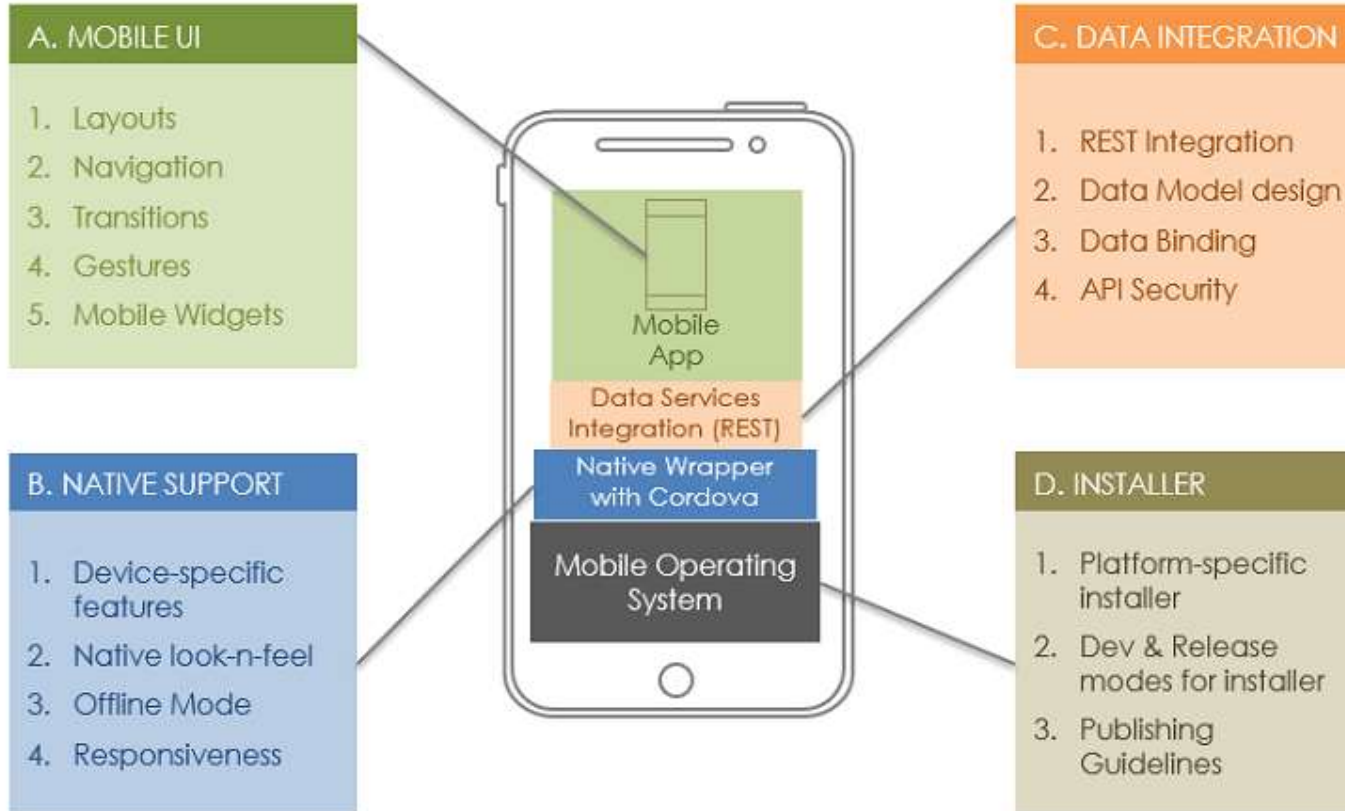 A. MOBILE UI
1. Layouts
2. Navigation
3. Transitions
4. Gestures
5. Mobile Widgets
B. NATIVE SUPPORT
1. Device-specific
features
2. Native look-n-feel
3. Offline Mode
4. Responsiveness
Mobile
App
Data Services
Integration (REST)
Native Wrapper
with Cordova
Mobile Operating
System
C. DATA INTEGRATION
1. REST Integration
2. Data Model design
3. Data Binding
4. API Security
D. INSTALLER
1. Platform-specific
installer
2. Dev & Release
modes for installer
3. Publishing
Guidelines